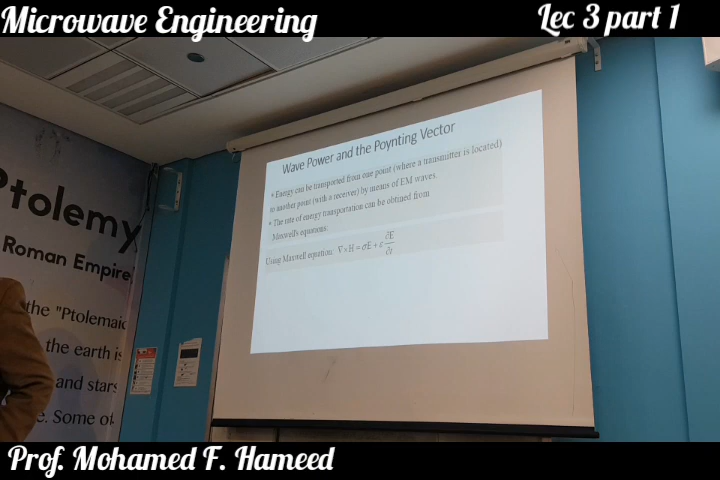 Microwave Engineering
Lec 3 part 1
Wave Power and the Poynting Vector
• Energy can be transported from one point (where a transmitter is located)
to another point (with a receiver) by means of EM waves.
• The rate of energy transportation can be obtained from
Maxwell's equations:
Using Maxwell equation: ∇ × H = σE + ε ∂E/∂t
Ptolemy
Roman Empire
the "Ptolemaic
the earth is
and stars
e. Some of
Prof. Mohamed F. Hameed